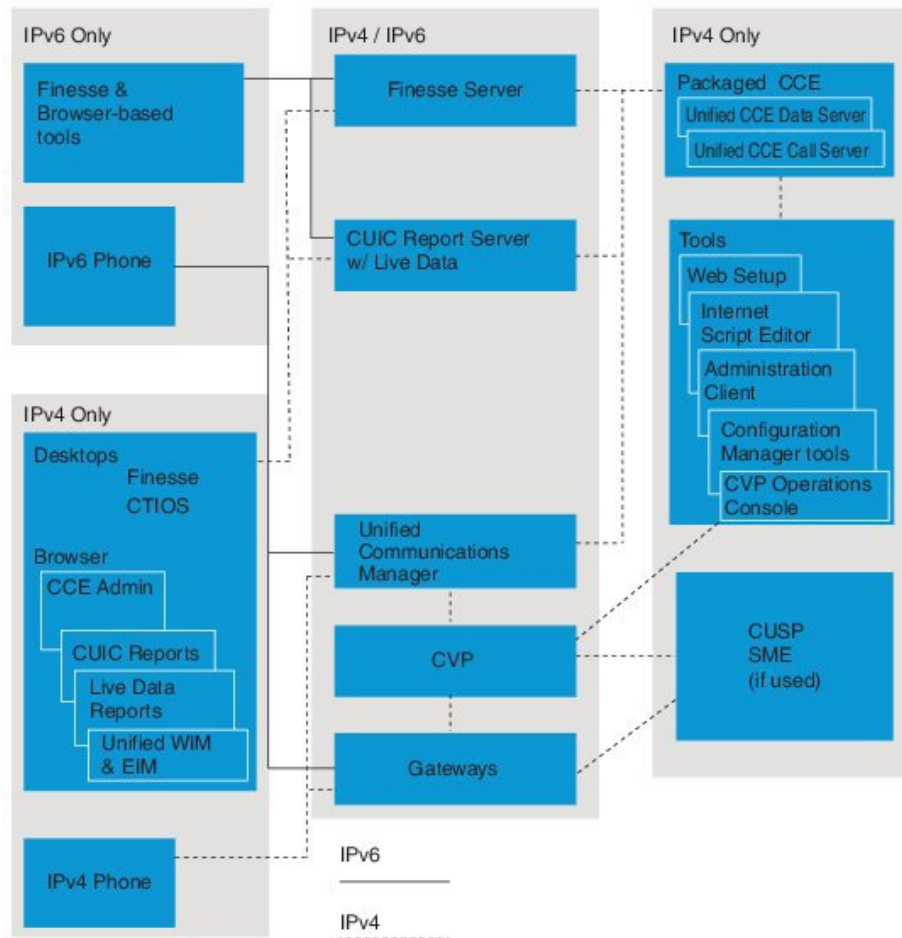 IPv6 Only
Finesse &
Browser-based
tools
IPv6 Phone
IPv4 Only
Desktops
Finesse
CTIOS
Browser
CCE Admin
CUIC Reports
Live Data
Reports
Unified WIM
& EIM
IPv4 Phone
IPv4 / IPv6
Finesse Server
CUIC Report Server
w/ Live Data
Unified
Communications
Manager
CVP
Gateways
IPv6
IPv4
IPv4 Only
Packaged CCE
Unified CCE Data Server
Unified CCE Call Server
Tools
Web Setup
Internet
Script Editor
Administration
Client
Configuration
Manager tools
CVP Operations
Console
CUSP
SME
(if used)